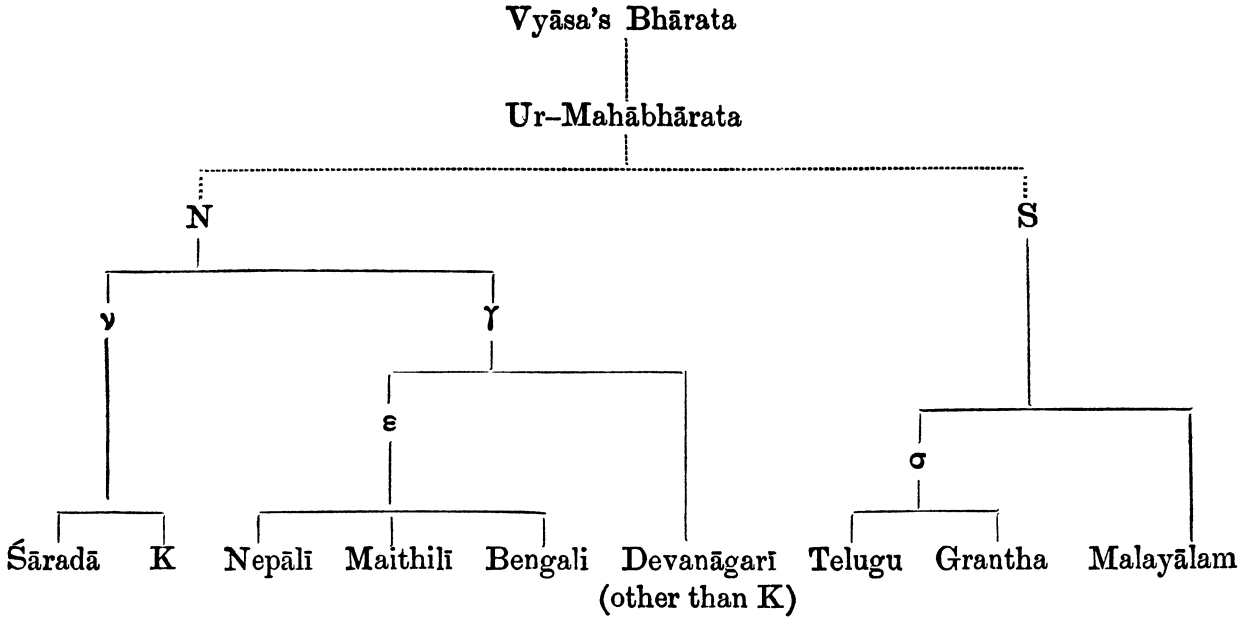 Vyāsa's Bhārata
Ur–Mahābhārata
N S
ν γ
ε
σ
Śāradā K Nepālī Maithilī Bengali Devanāgarī Telugu Grantha Malayālam
(other than K)